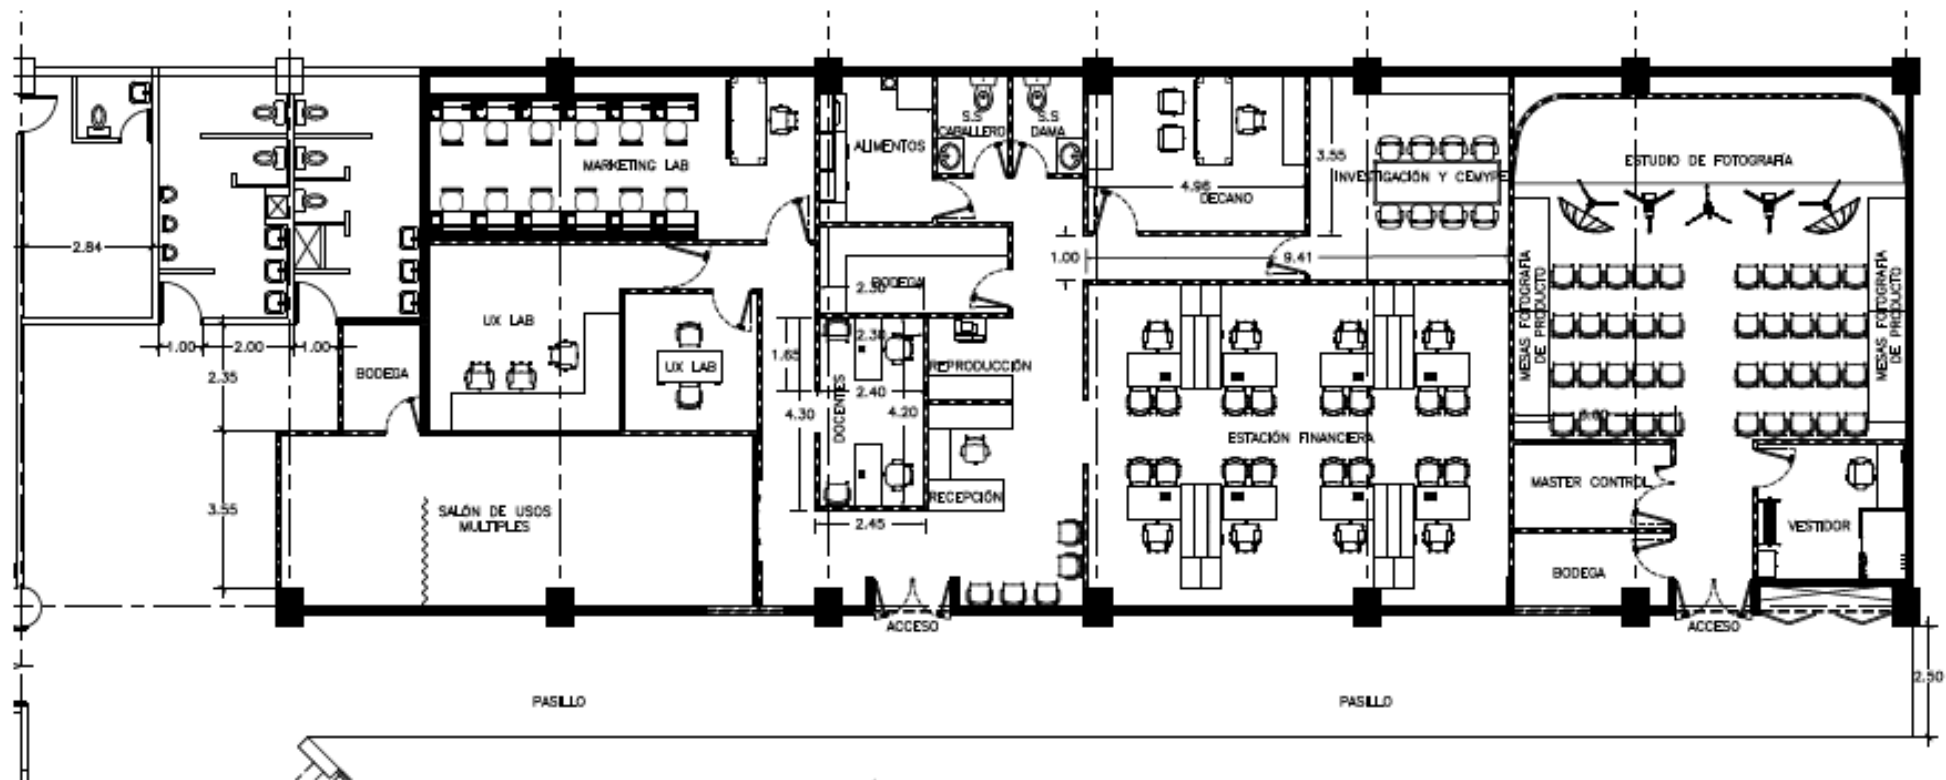 S.S
CABALLERO
S.S
DAMA
ALIMENTOS
MARKETING LAB
3.55
ESTUDIO DE FOTOGRAFÍA
INVESTIGACIÓN Y CEMYPE
4.96
DECANO
2.84
1.00
9.41
BODEGA
2.30
MESAS FOTOGRAFÍA
DE PRODUCTO
MESAS FOTOGRAFÍA
DE PRODUCTO
UX LAB
2.30
1.00
2.00
1.00
1.65
REPRODUCCIÓN
UX LAB
2.35
BODEGA
2.40
DOCENTES
4.30
4.20
ESTACIÓN FINANCIERA
MASTER CONTROL
RECEPCIÓN
3.55
SALÓN DE USOS
MULTIPLES
2.45
VESTIDOR
BODEGA
ACCESO
ACCESO
2.50
PASILLO
PASILLO